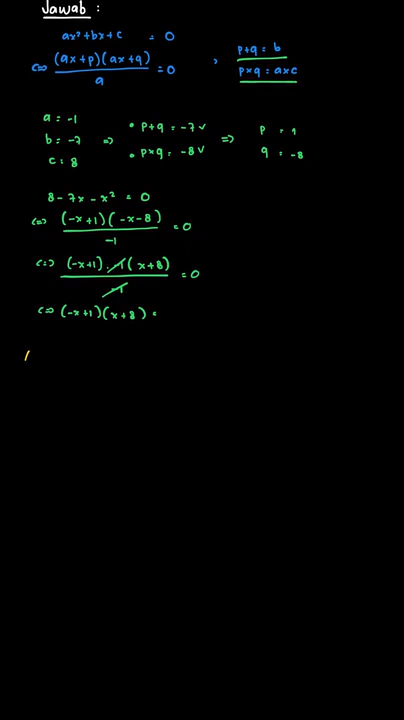 Jawab :
ax² + bx + c = 0
⇔ (ax + p)(ax + q) / a = 0 , p + q = b
p × q = a × c
a = -1
b = -7 ⇒ • p + q = -7 ✓ ⇒ p = 1
c = 8 • p × q = -8 ✓ q = -8
8 - 7x - x² = 0
⇔ (-x + 1)(-x - 8) / -1 = 0
⇔ (-x + 1) . -1 (x + 8) / -1 = 0
⇔ (-x + 1)(x + 8) =